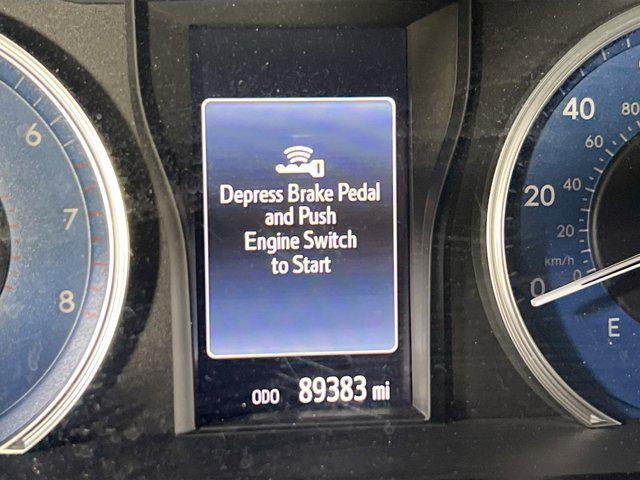 Depress Brake Pedal
and Push
Engine Switch
to Start
ODO 89383 mi
6
7
8
40
20
0
80
60
40
20
km/h
0
E